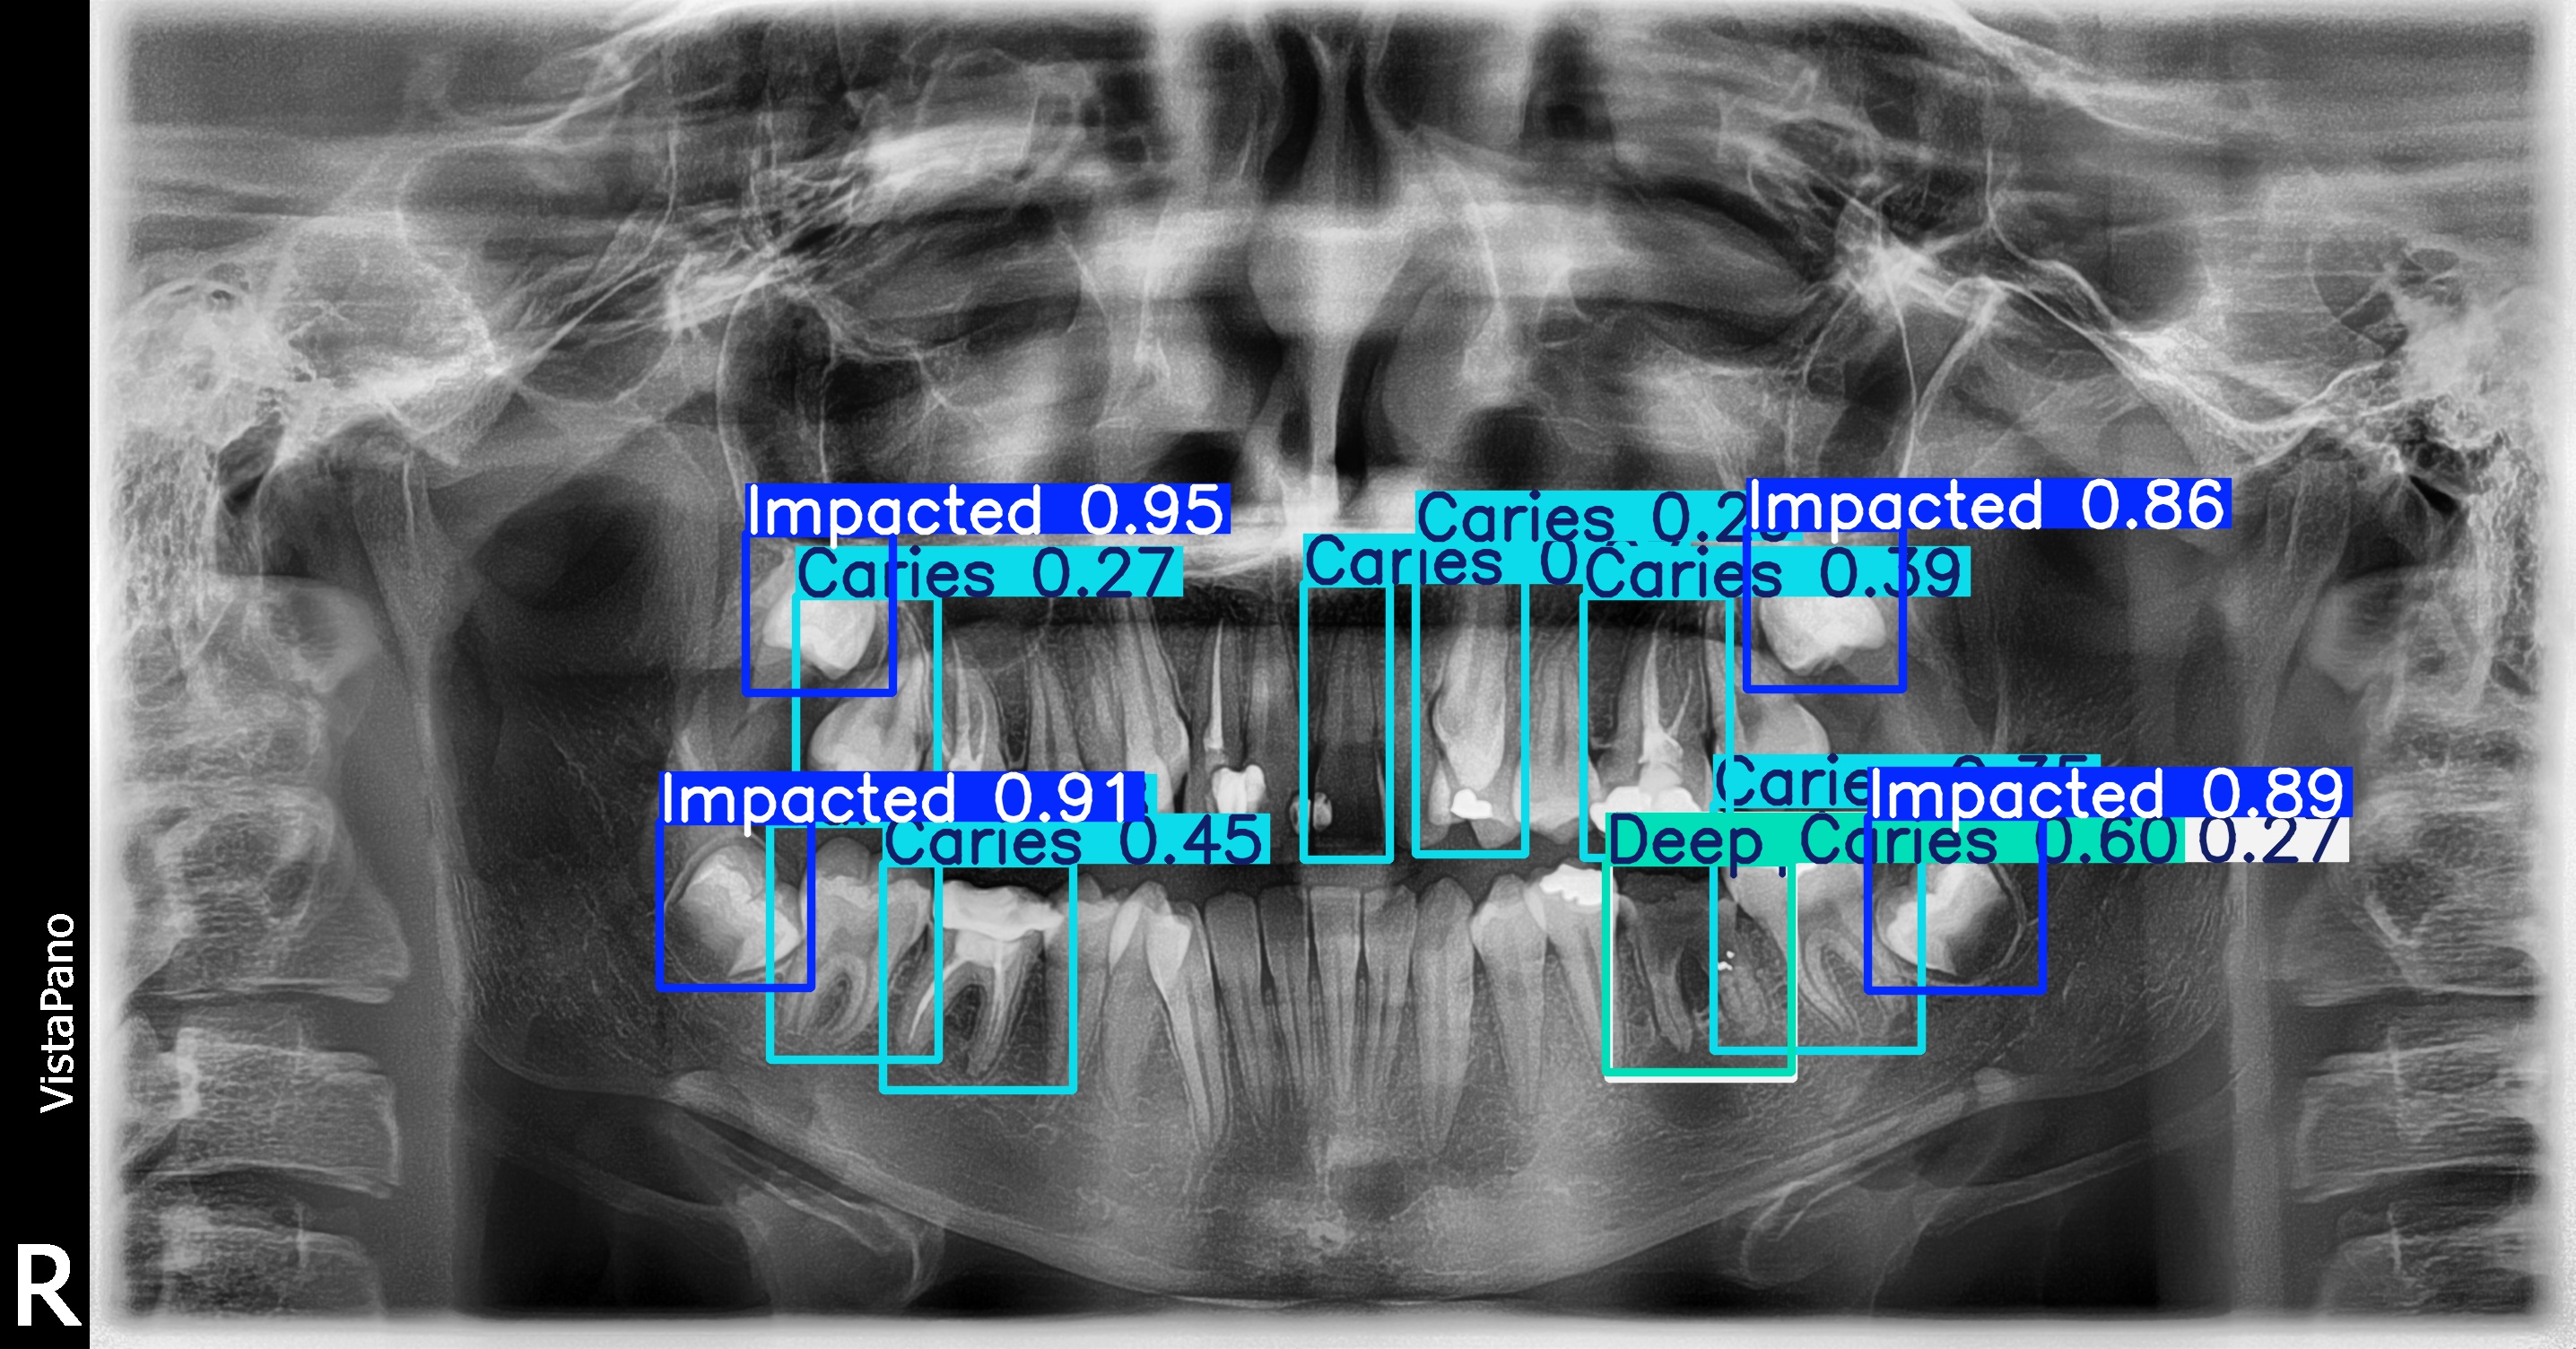 Impacted 0.95
Impacted 0.86
Caries
Caries 0.27
Caries
Caries 0.39
Impacted 0.91
Impacted 0.89
Caries 0.45
Deep Caries 0.60
0.27
VistaPano
R